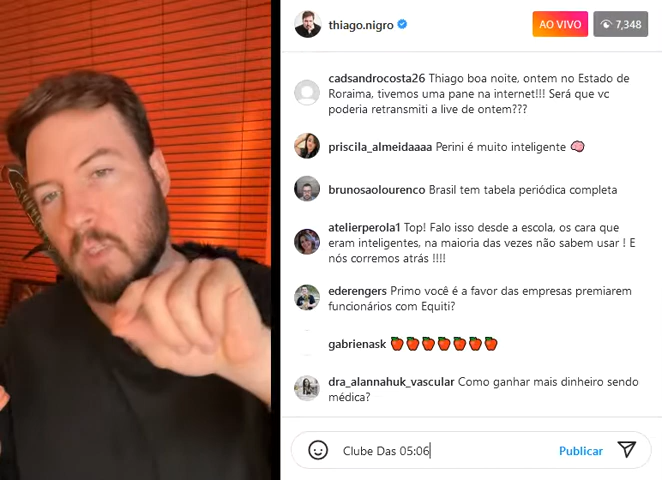 thiago.nigro
AO VIVO
7,348
cadsandrocosta26 Thiago boa noite, ontem no Estado de
Roraima, tivemos uma pane na internet!!! Será que vc
poderia retransmiti a live de ontem???
priscila_almeidaaaa Perini é muito inteligente 🧠
brunosaolourenco Brasil tem tabela periódica completa
atelierperola1 Top! Falo isso desde a escola, os cara que
eram inteligentes, na maioria das vezes não sabem usar ! E
nós corremos atrás !!!!
ederengers Primo você é a favor das empresas premiarem
funcionários com Equiti?
gabrienask 🍎🍎🍎🍎🍎🍎🍎
dra_alannahuk_vascular Como ganhar mais dinheiro sendo
médica?
Clube Das 05:06
Publicar